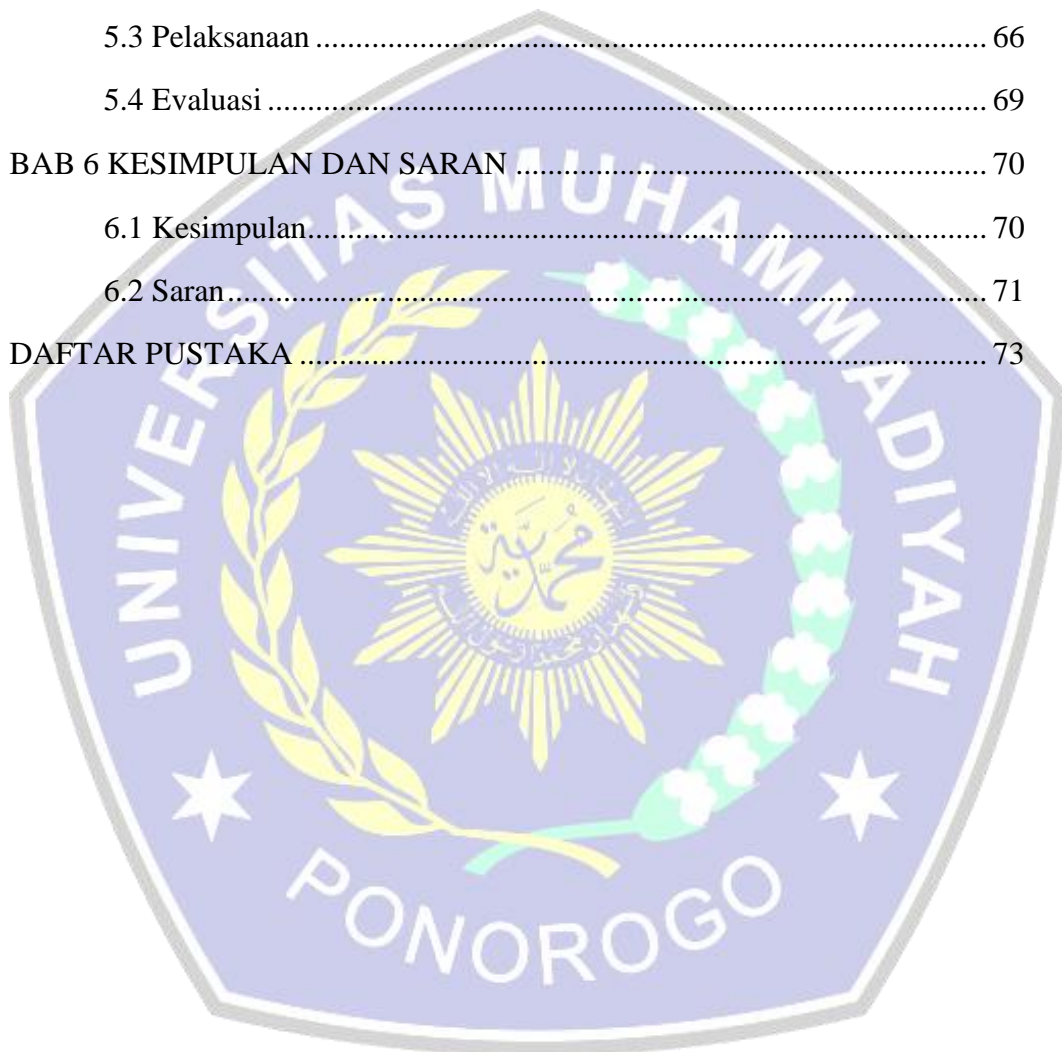 5.3 Pelaksanaan ........................................................................ 66
5.4 Evaluasi ........................................................................ 69
BAB 6 KESIMPULAN DAN SARAN ........................................................................ 70
6.1 Kesimpulan ........................................................................ 70
6.2 Saran ........................................................................ 71
DAFTAR PUSTAKA ........................................................................ 73
UNIVERSITAS MUHAMMADIYAH
محمدية
PONOROGO